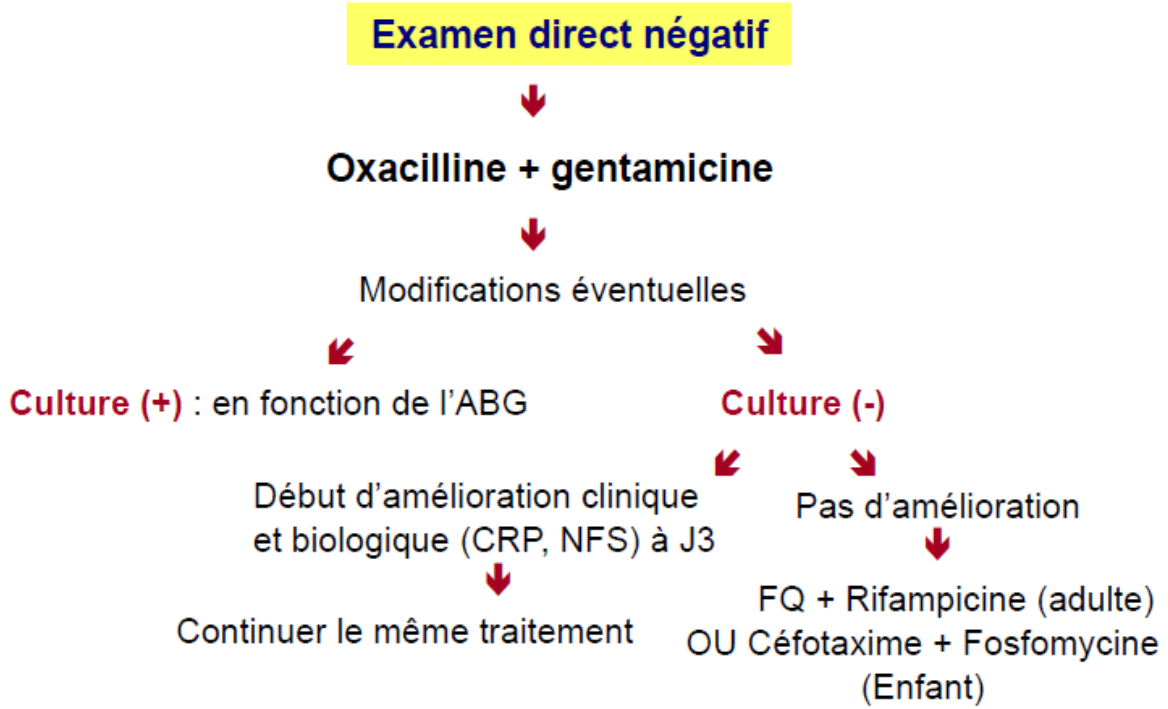 Examen direct négatif
Oxacilline + gentamicine
Modifications éventuelles
Culture (+) : en fonction de l'ABG
Culture (-)
Début d'amélioration clinique
et biologique (CRP, NFS) à J3
Continuer le même traitement
Pas d'amélioration
FQ + Rifampicine (adulte)
OU Céfotaxime + Fosfomycine
(Enfant)